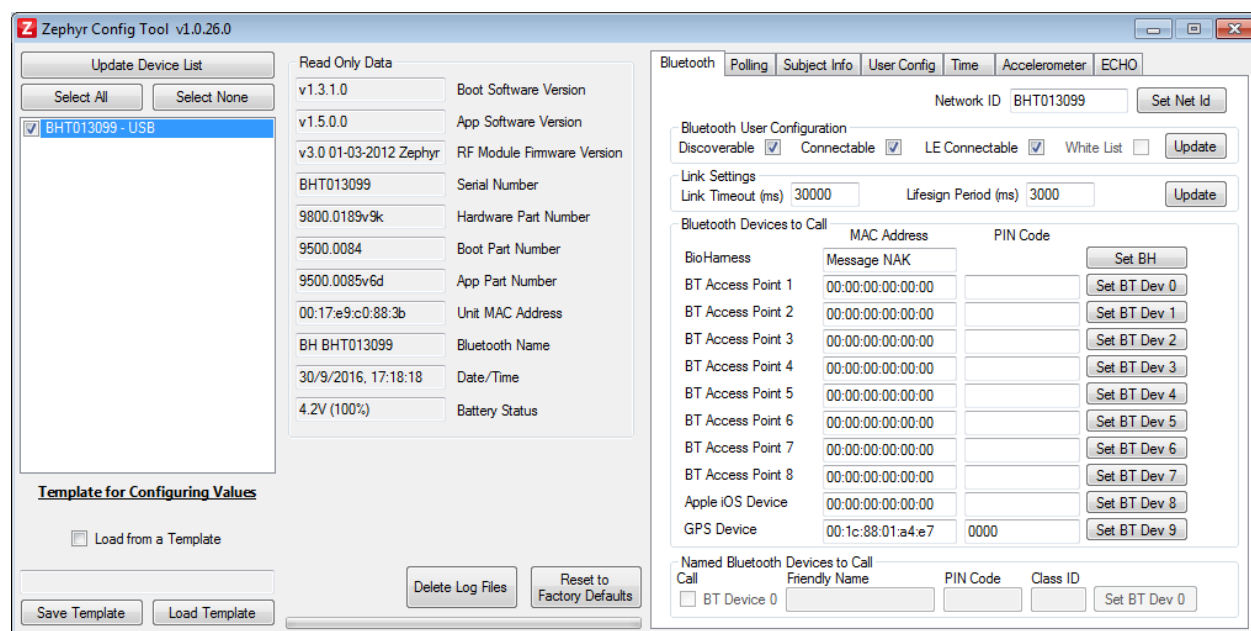 Z Zephyr Config Tool v1.0.26.0
Update Device List
Select All Select None
BHT013099 - USB
Template for Configuring Values
Load from a Template
Save Template Load Template
Read Only Data
v1.3.1.0 Boot Software Version
v1.5.0.0 App Software Version
v3.0 01-03-2012 Zephyr RF Module Firmware Version
BHT013099 Serial Number
9800.0189v9k Hardware Part Number
9500.0084 Boot Part Number
9500.0085v6d App Part Number
00:17:e9:c0:88:3b Unit MAC Address
BH BHT013099 Bluetooth Name
30/9/2016, 17:18:18 Date/Time
4.2V (100%) Battery Status
Delete Log Files
Reset to
Factory Defaults
Bluetooth Polling Subject Info User Config Time Accelerometer ECHO
Network ID BHT013099 Set Net Id
Bluetooth User Configuration
Discoverable Connectable LE Connectable White List Update
Link Settings
Link Timeout (ms) 30000 Lifesign Period (ms) 3000 Update
Bluetooth Devices to Call
MAC Address PIN Code
BioHarness Message NAK Set BH
BT Access Point 1 00:00:00:00:00:00 Set BT Dev 0
BT Access Point 2 00:00:00:00:00:00 Set BT Dev 1
BT Access Point 3 00:00:00:00:00:00 Set BT Dev 2
BT Access Point 4 00:00:00:00:00:00 Set BT Dev 3
BT Access Point 5 00:00:00:00:00:00 Set BT Dev 4
BT Access Point 6 00:00:00:00:00:00 Set BT Dev 5
BT Access Point 7 00:00:00:00:00:00 Set BT Dev 6
BT Access Point 8 00:00:00:00:00:00 Set BT Dev 7
Apple iOS Device 00:00:00:00:00:00 Set BT Dev 8
GPS Device 00:1c:88:01:a4:e7 0000 Set BT Dev 9
Named Bluetooth Devices to Call
Call Friendly Name PIN Code Class ID
BT Device 0 Set BT Dev 0